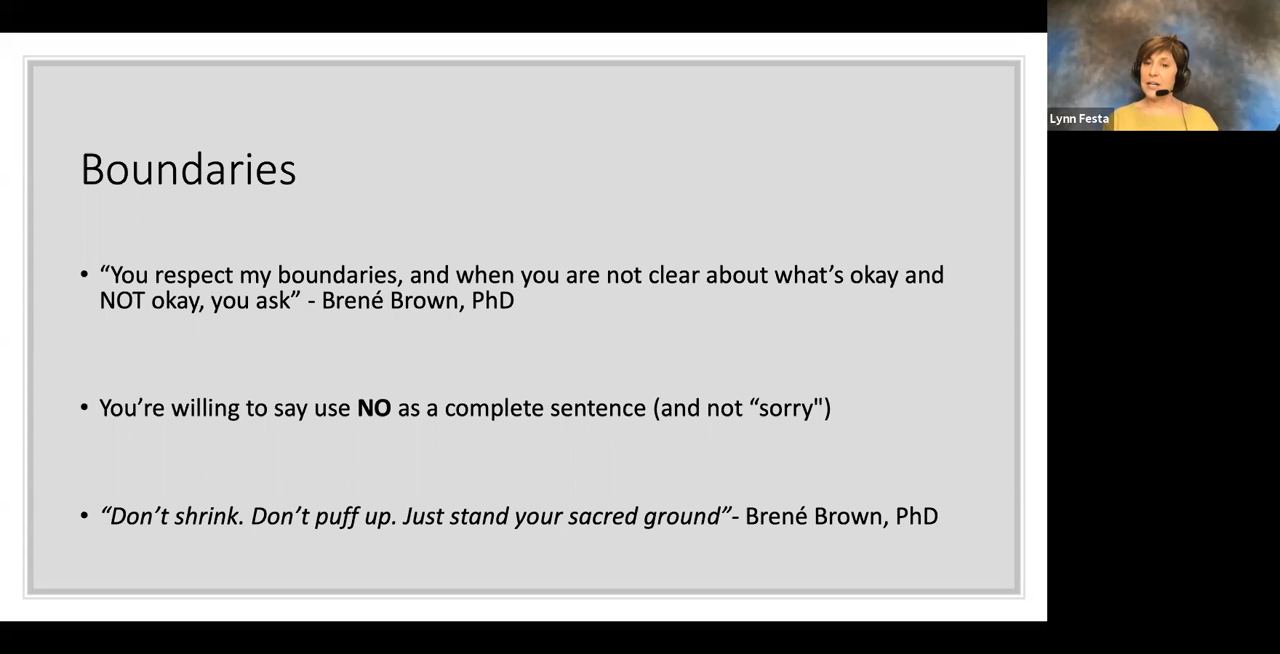 Boundaries
• “You respect my boundaries, and when you are not clear about what’s okay and
NOT okay, you ask” - Brené Brown, PhD
• You’re willing to say use NO as a complete sentence (and not “sorry")
• “Don’t shrink. Don’t puff up. Just stand your sacred ground”- Brené Brown, PhD
Lynn Festa